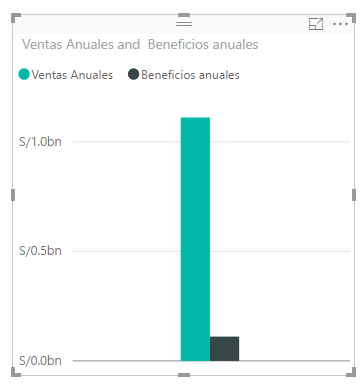 Ventas Anuales and Beneficios anuales
Ventas Anuales Beneficios anuales
S/1.0bn
S/0.5bn
S/0.0bn